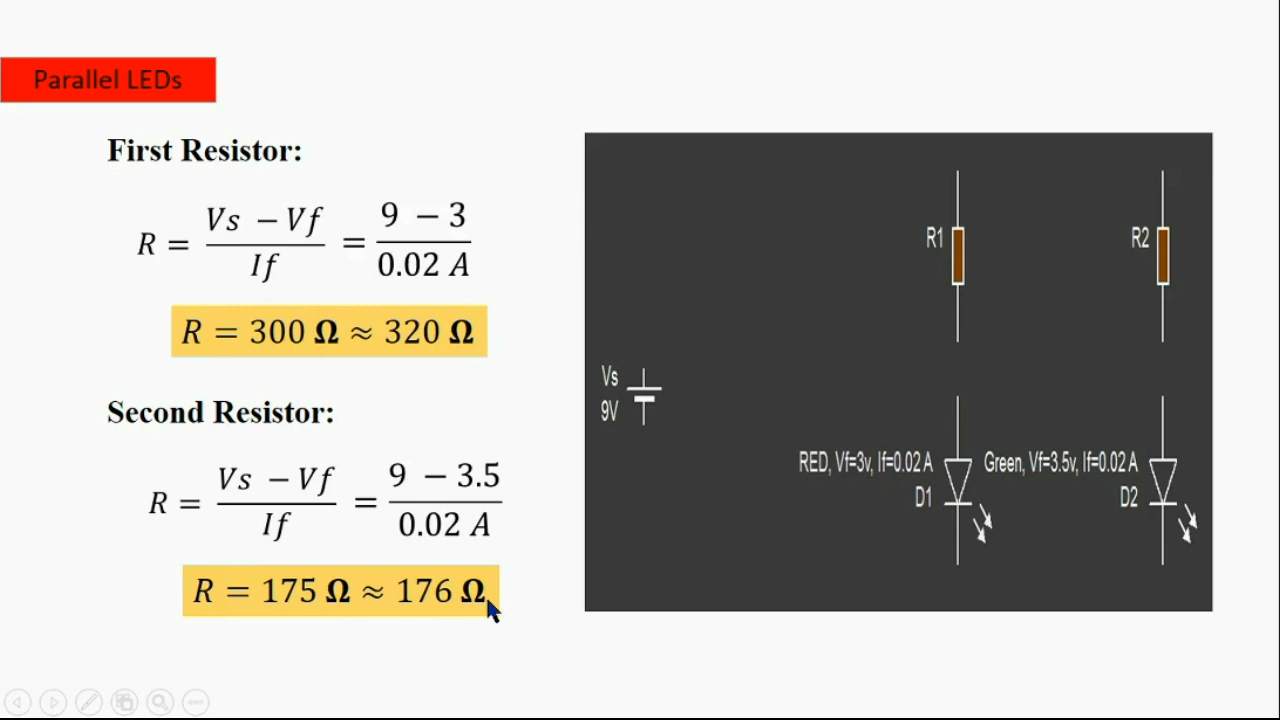 Parallel LEDs
First Resistor:
R = (Vs − Vf) / If = (9 − 3) / 0.02 A
R = 300 Ω ≈ 320 Ω
Second Resistor:
R = (Vs − Vf) / If = (9 − 3.5) / 0.02 A
R = 175 Ω ≈ 176 Ω
R1
R2
Vs
9V
RED, Vf=3v, If=0.02 A
D1
Green, Vf=3.5v, If=0.02 A
D2